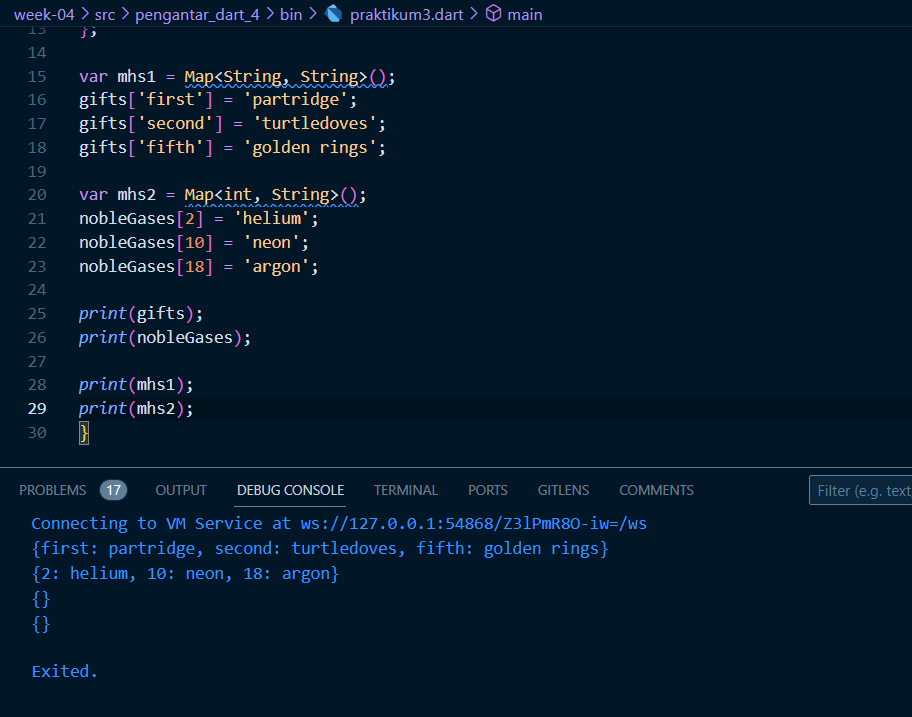 week-04 > src > pengantar_dart_4 > bin > praktikum3.dart > main
13 };
14
15 var mhs1 = Map<String, String>();
16 gifts['first'] = 'partridge';
17 gifts['second'] = 'turtledoves';
18 gifts['fifth'] = 'golden rings';
19
20 var mhs2 = Map<int, String>();
21 nobleGases[2] = 'helium';
22 nobleGases[10] = 'neon';
23 nobleGases[18] = 'argon';
24
25 print(gifts);
26 print(nobleGases);
27
28 print(mhs1);
29 print(mhs2);
30 }
PROBLEMS 17 OUTPUT DEBUG CONSOLE TERMINAL PORTS GITLENS COMMENTS Filter (e.g. text,
Connecting to VM Service at ws://127.0.0.1:54868/Z3lPmR8O-iw=/ws
{first: partridge, second: turtledoves, fifth: golden rings}
{2: helium, 10: neon, 18: argon}
{}
{}
Exited.